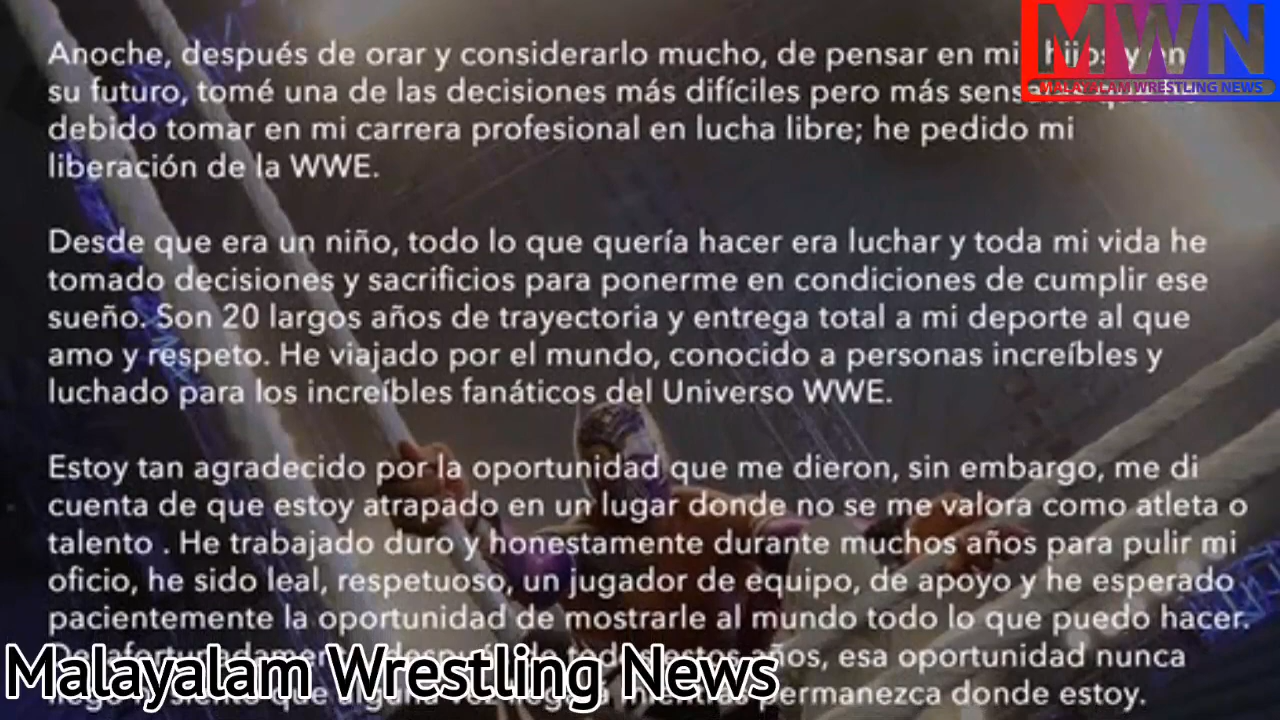 MWN
MALAYALAM WRESTLING NEWS
Anoche, después de orar y considerarlo mucho, de pensar en mi hijos y en
su futuro, tomé una de las decisiones más difíciles pero más
debido tomar en mi carrera profesional en lucha libre; he pedido mi
liberación de la WWE.
Desde que era un niño, todo lo que quería hacer era luchar y toda mi vida he
tomado decisiones y sacrificios para ponerme en condiciones de cumplir ese
sueño. Son 20 largos años de trayectoria y entrega total a mi deporte al que
amo y respeto. He viajado por el mundo, conocido a personas increíbles y
luchado para los increíbles fanáticos del Universo WWE.
Estoy tan agradecido por la oportunidad que me dieron, sin embargo, me di
cuenta de que estoy atrapado en un lugar donde no se me valora como atleta o
talento . He trabajado duro y honestamente durante muchos años para pulir mi
oficio, he sido leal, respetuoso, un jugador de equipo, de apoyo y he esperado
pacientemente la oportunidad de mostrarle al mundo todo lo que puedo hacer.
años, esa oportunidad nunca
permanezca donde estoy.
Malayalam Wrestling News